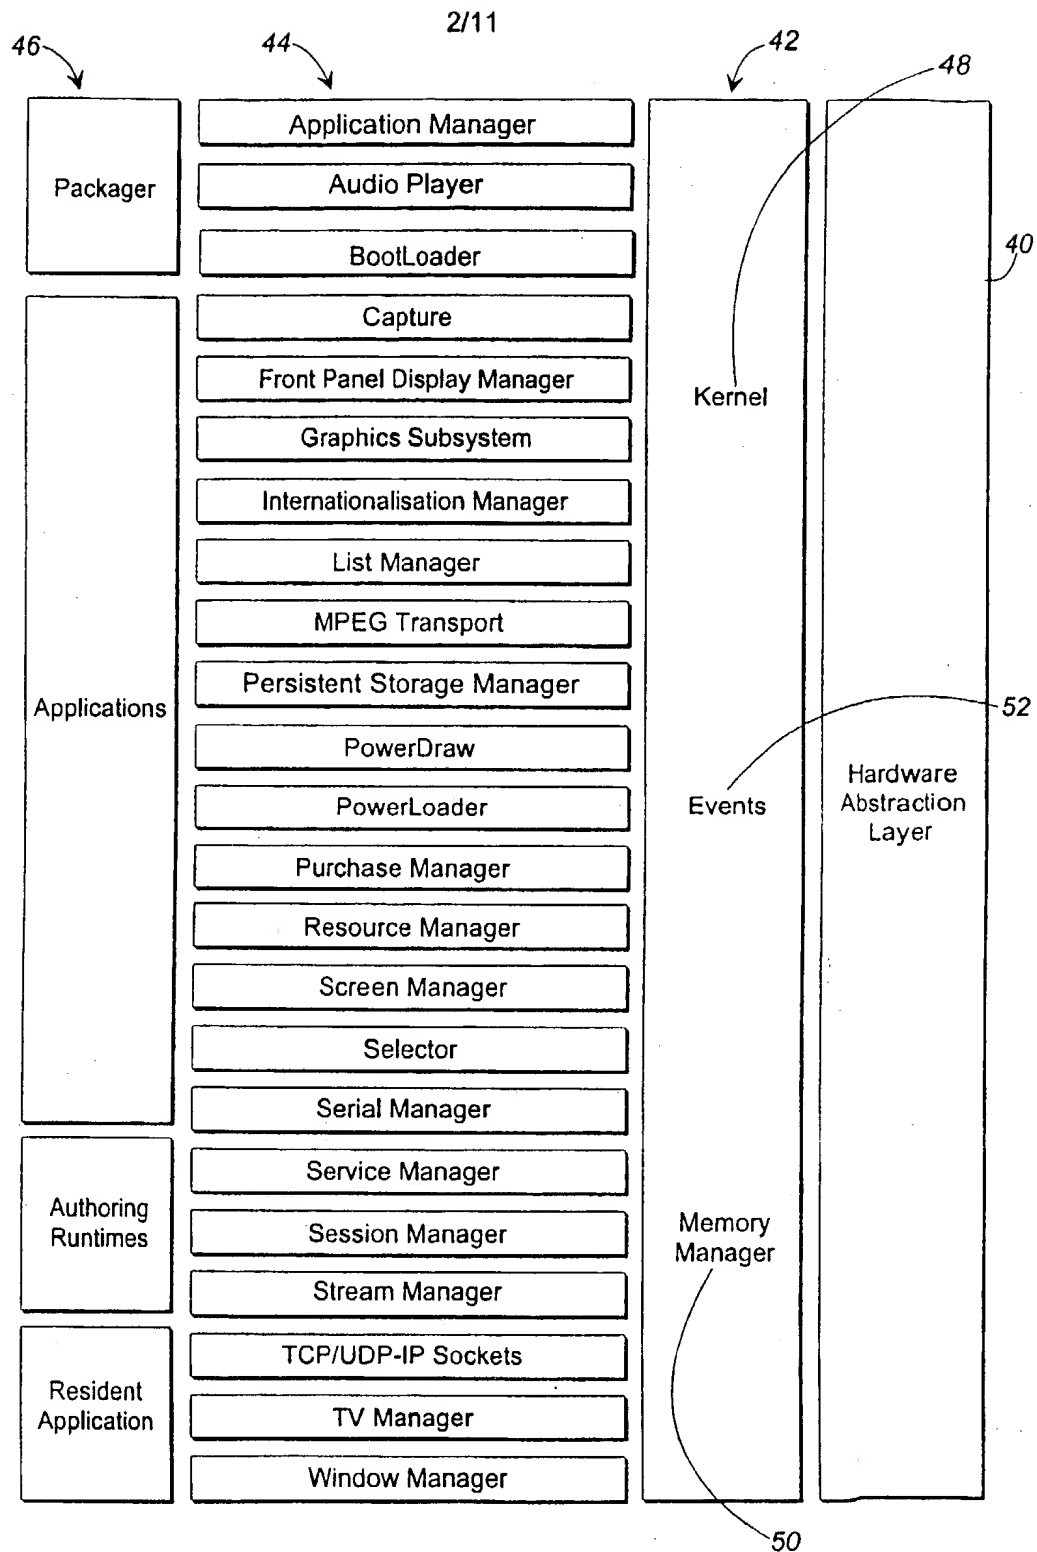 2/11
46
44
42
48
40
52
50
Packager
Applications
Authoring
Runtimes
Resident
Application
Application Manager
Audio Player
BootLoader
Capture
Front Panel Display Manager
Graphics Subsystem
Internationalisation Manager
List Manager
MPEG Transport
Persistent Storage Manager
PowerDraw
PowerLoader
Purchase Manager
Resource Manager
Screen Manager
Selector
Serial Manager
Service Manager
Session Manager
Stream Manager
TCP/UDP-IP Sockets
TV Manager
Window Manager
Kernel
Events
Memory
Manager
Hardware
Abstraction
Layer